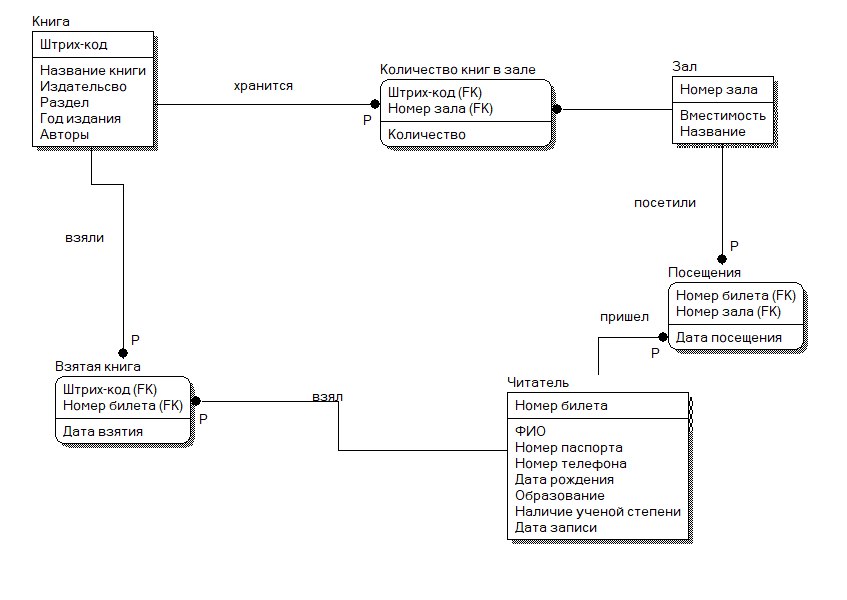 Книга
Штрих-код
Название книги
Издательсво
Раздел
Год издания
Авторы
хранится
P
Количество книг в зале
Штрих-код (FK)
Номер зала (FK)
Количество
Зал
Номер зала
Вместимость
Название
взяли
P
посетили
P
Посещения
Номер билета (FK)
Номер зала (FK)
Дата посещения
пришел
P
Взятая книга
Штрих-код (FK)
Номер билета (FK)
Дата взятия
взял
P
Читатель
Номер билета
ФИО
Номер паспорта
Номер телефона
Дата рождения
Образование
Наличие ученой степени
Дата записи